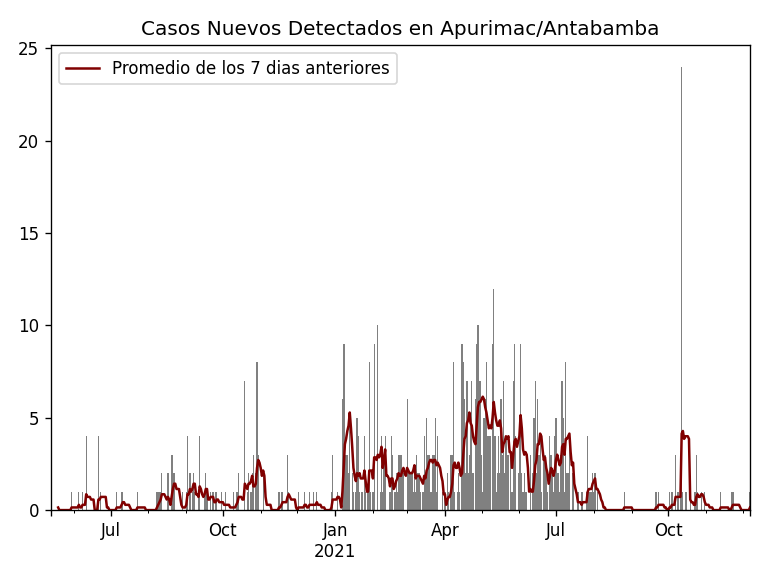 Casos Nuevos Detectados en Apurimac/Antabamba
Promedio de los 7 dias anteriores
25
20
15
10
5
0
Jul
Oct
Jan
2021
Apr
Jul
Oct